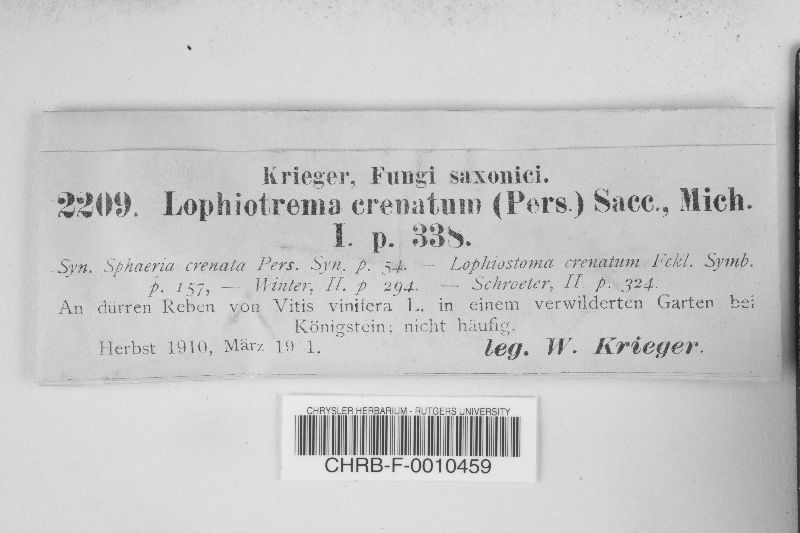 Krieger, Fungi saxonici.
2209. Lophiotrema crenatum (Pers.) Sacc., Mich.
I. p. 338.
Syn. Sphaeria crenata Pers. Syn. p. 54. — Lophiostoma crenatum Fckl. Symb.
p. 157, — Winter, II. p 294. — Schroeter, II p. 324.
An dürren Reben von Vitis vinifera L. in einem verwilderten Garten bei
Königstein; nicht häufig.
Herbst 1910, März 19 1. leg. W. Krieger.
CHRYSLER HERBARIUM - RUTGERS UNIVERSITY
CHRB-F-0010459